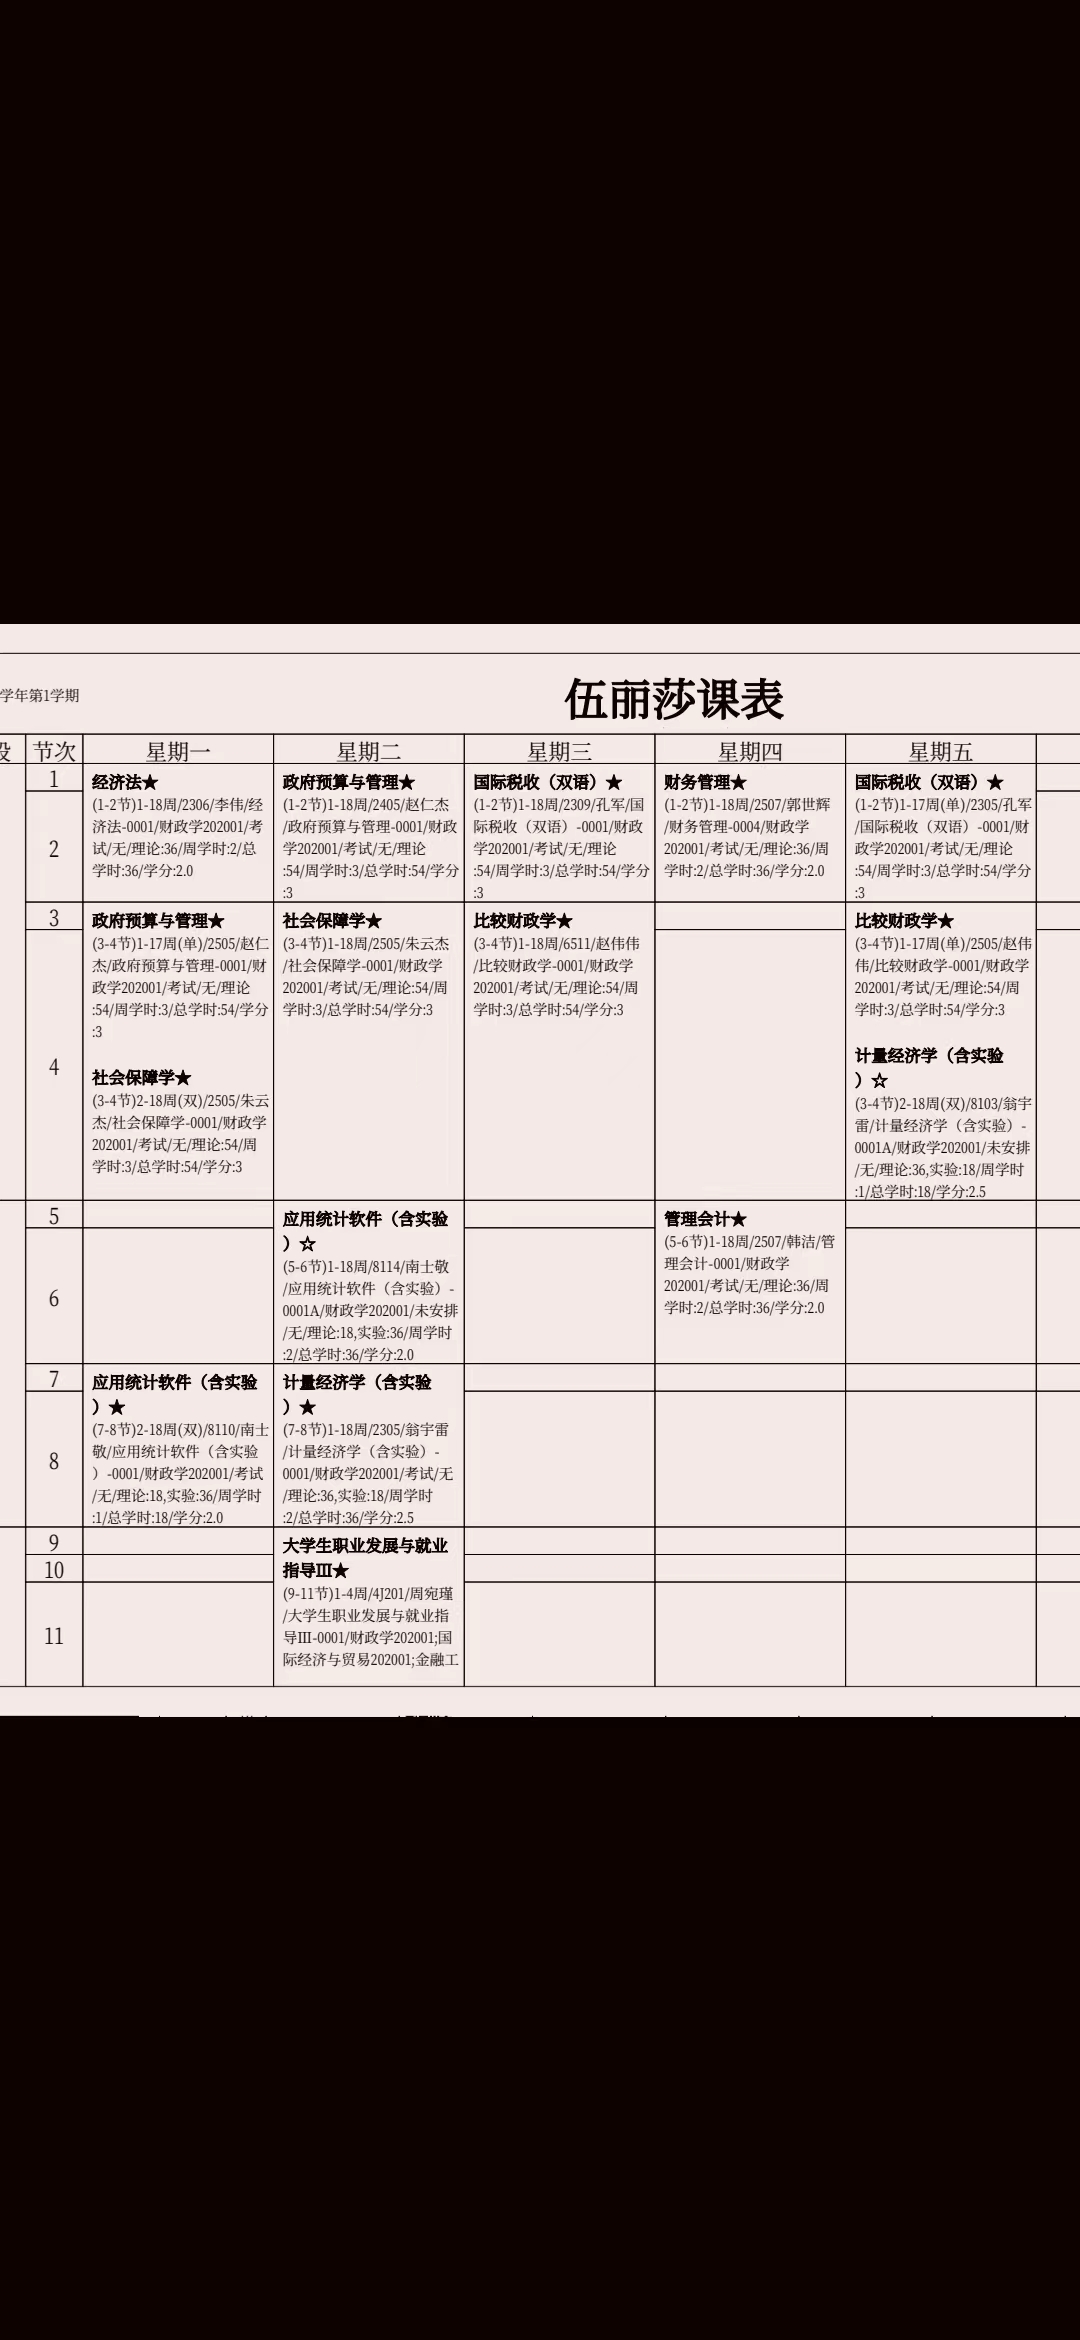 学年第1学期
伍丽莎课表
节次
星期一
星期二
星期三
星期四
星期五
1
2
经济法★
(1-2节)1-18周/2306/李伟/经
济法-0001/财政学202001/考
试/无/理论:36/周学时:2/总
学时:36/学分:2.0
政府预算与管理★
(1-2节)1-18周/2405/赵仁杰
/政府预算与管理-0001/财政
学202001/考试/无/理论
:54/周学时:3/总学时:54/学分
:3
国际税收（双语）★
(1-2节)1-18周/2309/孔军/国
际税收（双语）-0001/财政
学202001/考试/无/理论
:54/周学时:3/总学时:54/学分
:3
财务管理★
(1-2节)1-18周/2507/郭世辉
/财务管理-0004/财政学
202001/考试/无/理论:36/周
学时:2/总学时:36/学分:2.0
国际税收（双语）★
(1-2节)1-17周(单)/2305/孔军
/国际税收（双语）-0001/财
政学202001/考试/无/理论
:54/周学时:3/总学时:54/学分
:3
3
4
政府预算与管理★
(3-4节)1-17周(单)/2505/赵仁
杰/政府预算与管理-0001/财
政学202001/考试/无/理论
:54/周学时:3/总学时:54/学分
:3
社会保障学★
(3-4节)2-18周(双)/2505/朱云
杰/社会保障学-0001/财政学
202001/考试/无/理论:54/周
学时:3/总学时:54/学分:3
社会保障学★
(3-4节)1-18周/2505/朱云杰
/社会保障学-0001/财政学
202001/考试/无/理论:54/周
学时:3/总学时:54/学分:3
比较财政学★
(3-4节)1-18周/6511/赵伟伟
/比较财政学-0001/财政学
202001/考试/无/理论:54/周
学时:3/总学时:54/学分:3
比较财政学★
(3-4节)1-17周(单)/2505/赵伟
伟/比较财政学-0001/财政学
202001/考试/无/理论:54/周
学时:3/总学时:54/学分:3
计量经济学（含实验
）☆
(3-4节)2-18周(双)/8103/翁宇
雷/计量经济学（含实验）-
0001A/财政学202001/未安排
/无/理论:36,实验:18/周学时
:1/总学时:18/学分:2.5
5
6
应用统计软件（含实验
）☆
(5-6节)1-18周/8114/南士敬
/应用统计软件（含实验）-
0001A/财政学202001/未安排
/无/理论:18,实验:36/周学时
:2/总学时:36/学分:2.0
管理会计★
(5-6节)1-18周/2507/韩洁/管
理会计-0001/财政学
202001/考试/无/理论:36/周
学时:2/总学时:36/学分:2.0
7
8
应用统计软件（含实验
）★
(7-8节)2-18周(双)/8110/南士
敬/应用统计软件（含实验
）-0001/财政学202001/考试
/无/理论:18,实验:36/周学时
:1/总学时:18/学分:2.0
计量经济学（含实验
）★
(7-8节)1-18周/2305/翁宇雷
/计量经济学（含实验）-
0001/财政学202001/考试/无
/理论:36,实验:18/周学时
:2/总学时:36/学分:2.5
9
10
11
大学生职业发展与就业
指导Ⅲ★
(9-11节)1-4周/4J201/周宛瑾
/大学生职业发展与就业指
导Ⅲ-0001/财政学202001;国
际经济与贸易202001;金融工